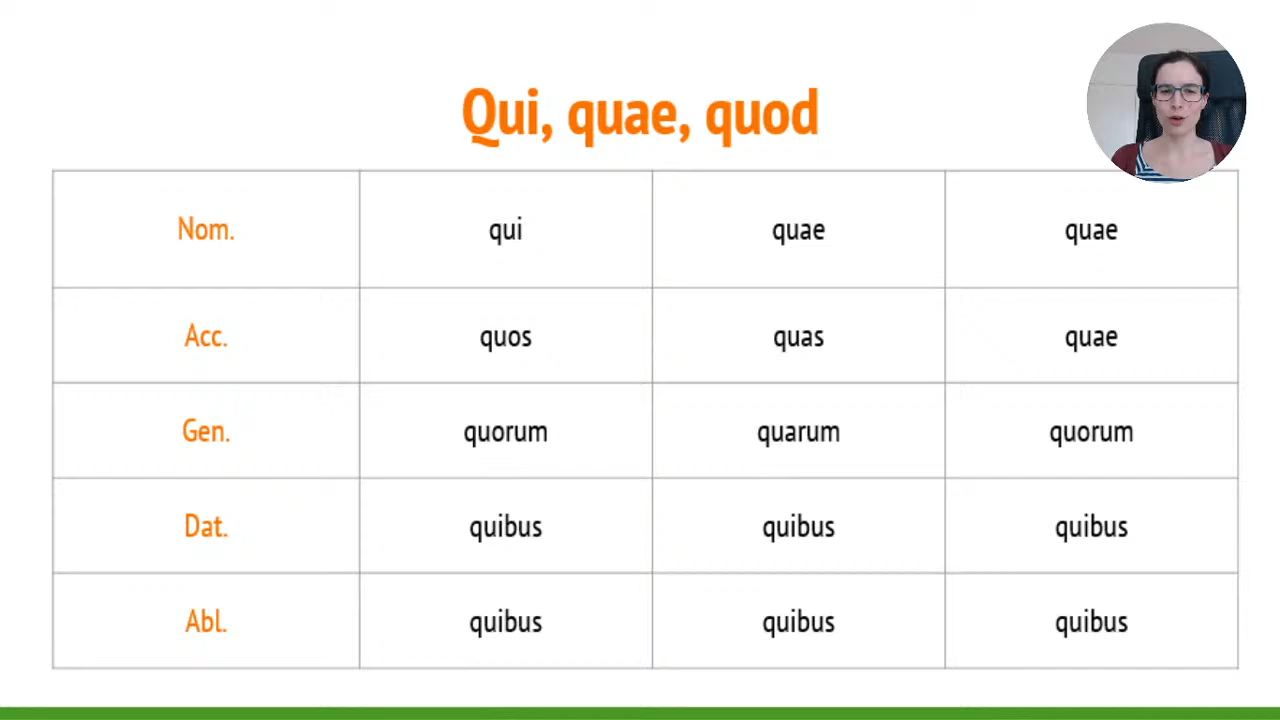 Qui, quae, quod
Nom. qui quae quae
Acc. quos quas quae
Gen. quorum quarum quorum
Dat. quibus quibus quibus
Abl. quibus quibus quibus